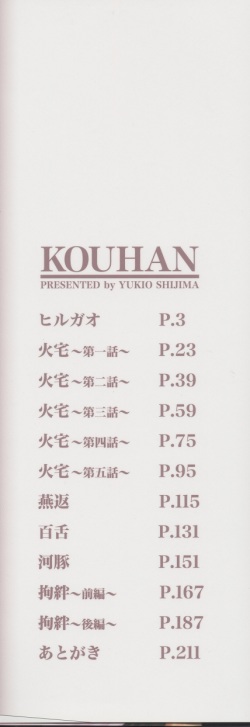 KOUHAN
PRESENTED by YUKIO SHIJIMA
ヒルガオ P.3
火宅～第一話～ P.23
火宅～第二話～ P.39
火宅～第三話～ P.59
火宅～第四話～ P.75
火宅～第五話～ P.95
燕返 P.115
百舌 P.131
河豚 P.151
拘絆～前編～ P.167
拘絆～後編～ P.187
あとがき P.211